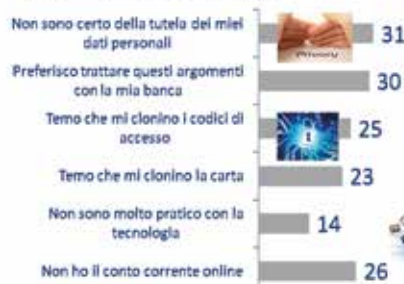 Non sono certo della tutela dei miei
dati personali
31
Privacy
Preferisco trattare questi argomenti
con la mia banca
30
Temo che mi clonino i codici di
accesso
25
Temo che mi clonino la carta
23
Non sono molto pratico con la
tecnologia
14
Non ho il conto corrente online
26